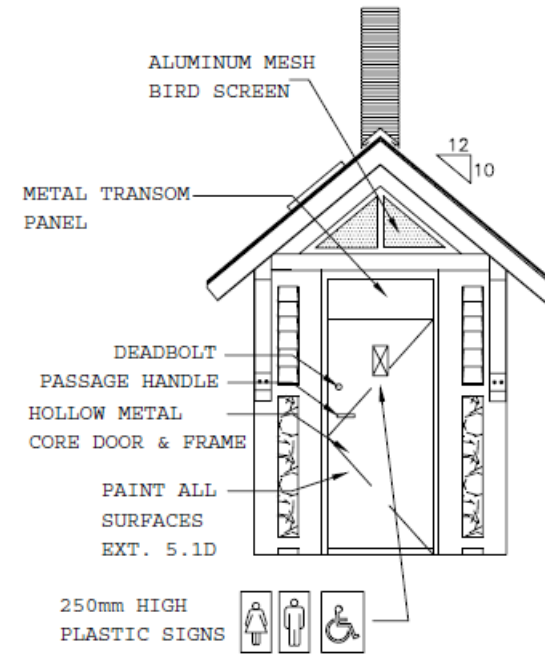 ALUMINUM MESH
BIRD SCREEN
12
10
METAL TRANSOM
PANEL
DEADBOLT
PASSAGE HANDLE
HOLLOW METAL
CORE DOOR & FRAME
PAINT ALL
SURFACES
EXT. 5.1D
250mm HIGH
PLASTIC SIGNS